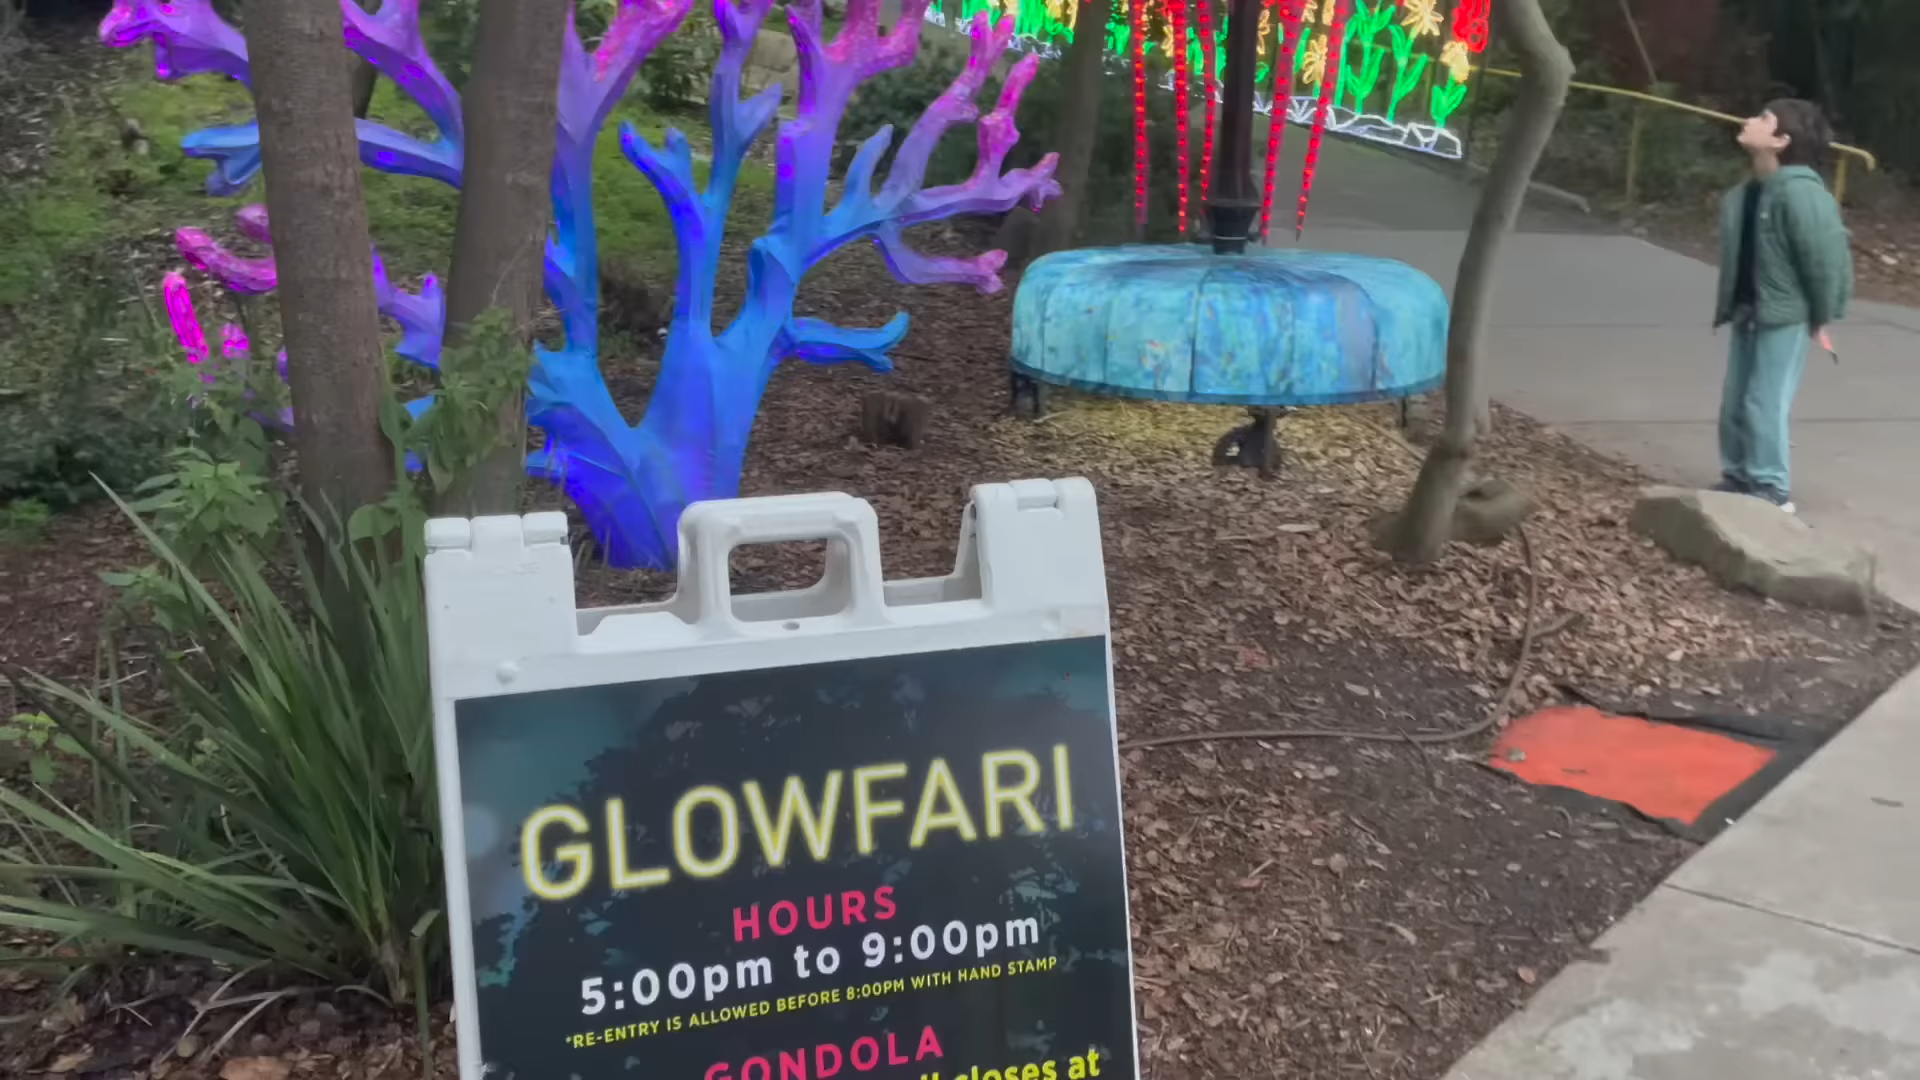 GLOWFARI
HOURS
5:00pm to 9:00pm
*RE-ENTRY IS ALLOWED BEFORE 8:00PM WITH HAND STAMP
GONDOLA
closes at